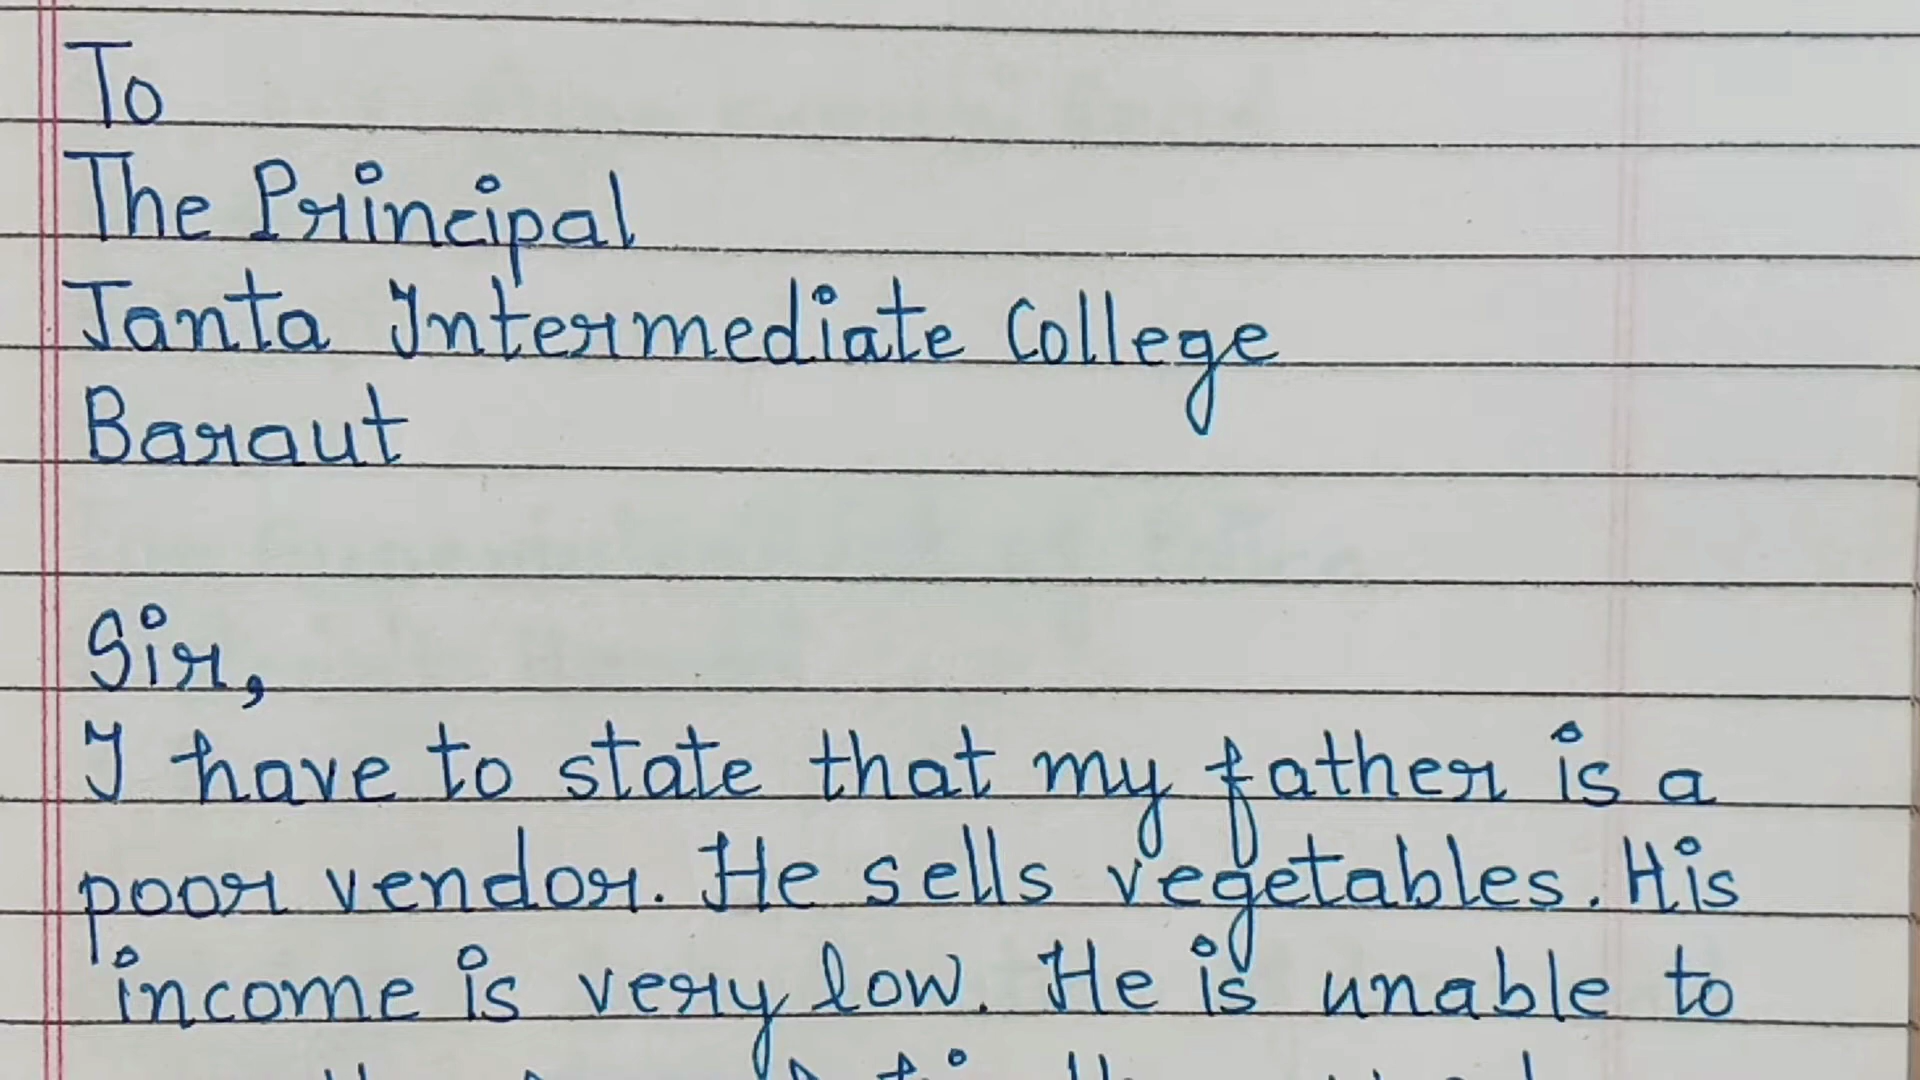 To
The Principal
Janta Intermediate College
Baraut
Sir,
I have to state that my father is a
poor vendor. He sells vegetables. His
income is very low. He is unable to